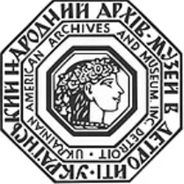 УКРАЇНСЬКИЙ НАРОДНИЙ АРХІВ-МУЗЕЙ В ДЕТРОЙТІ
UKRAINIAN AMERICAN ARCHIVES AND MUSEUM. INC. DETROIT